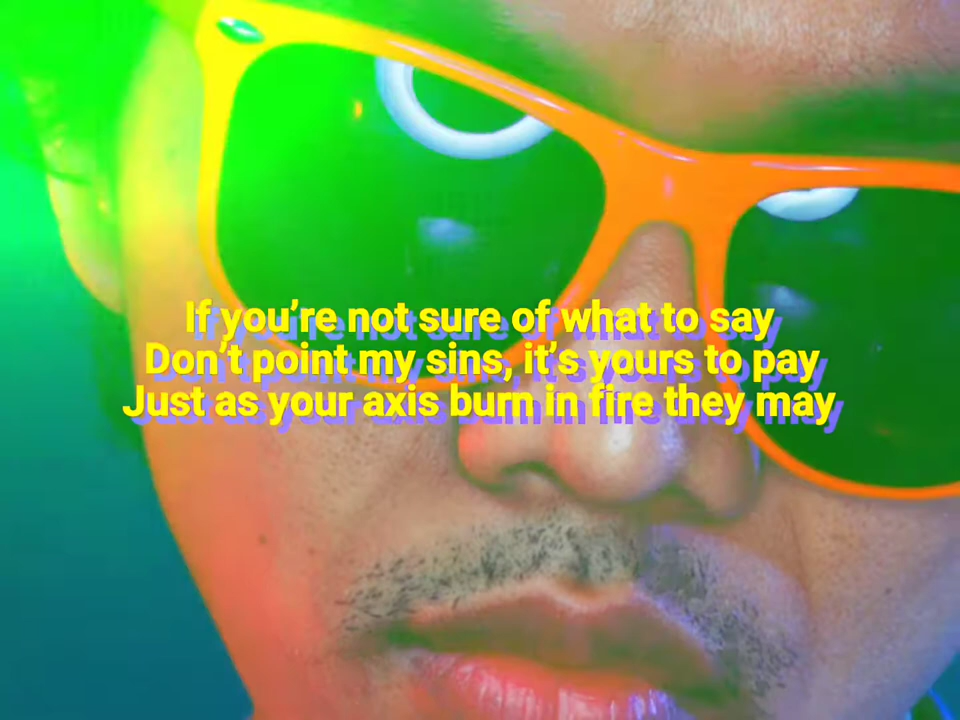 If you’re not sure of what to say
Don’t point my sins, it’s yours to pay
Just as your axis burn in fire they may